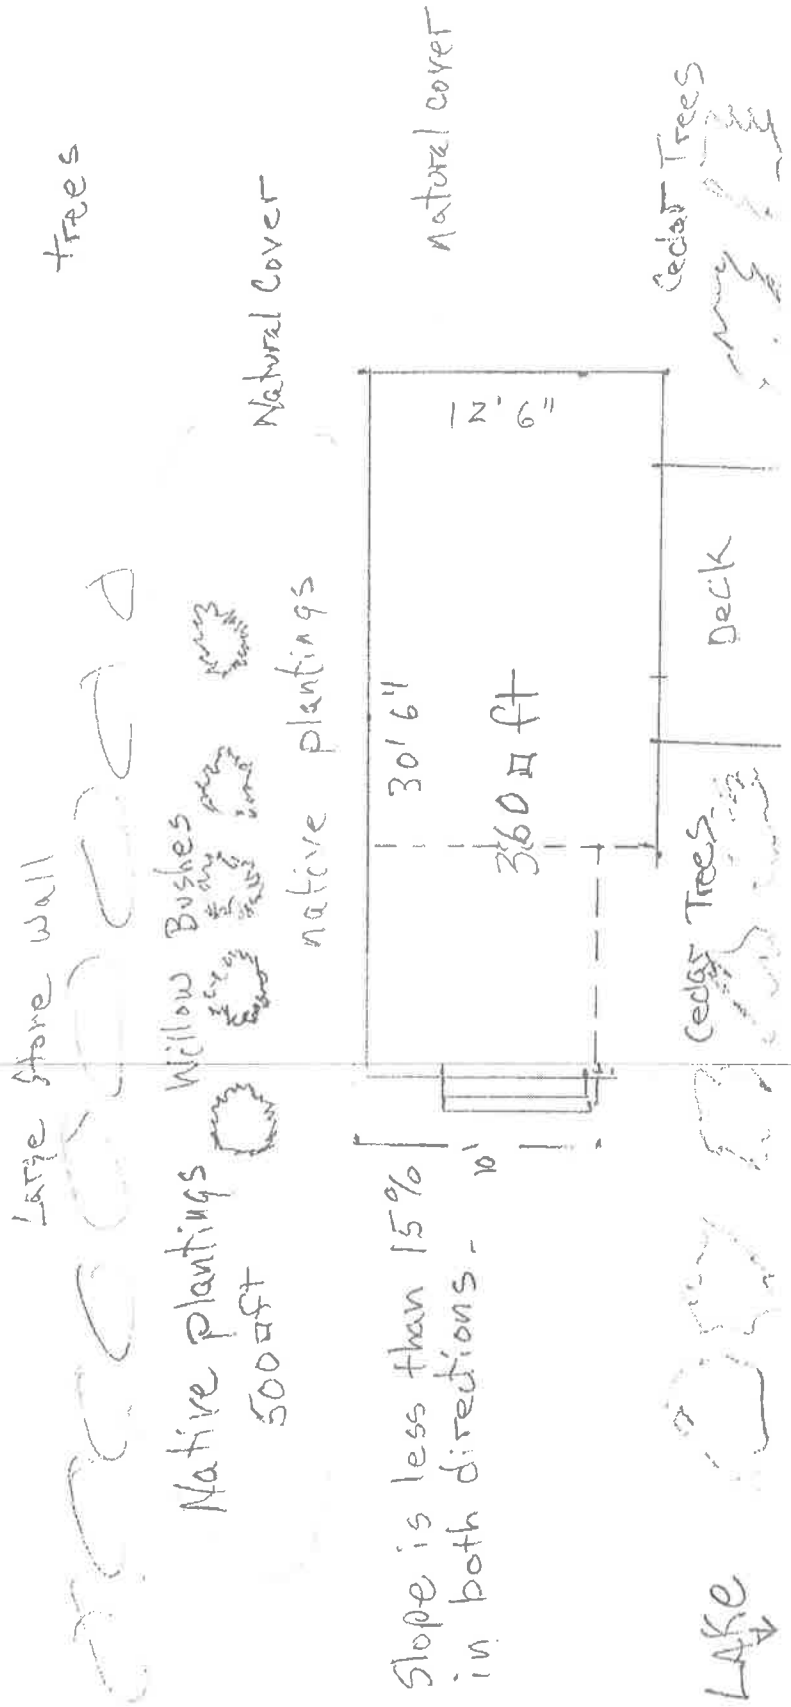 Large Stone Wall
trees
Willow Bushes
Native plantings
500 ft
Natural Cover
native plantings
30' 6"
12' 6"
360 ft
Natural cover
Slope is less than 15%
in both directions.
10'
Cedar Trees
Deck
Cedar Trees
LAKE